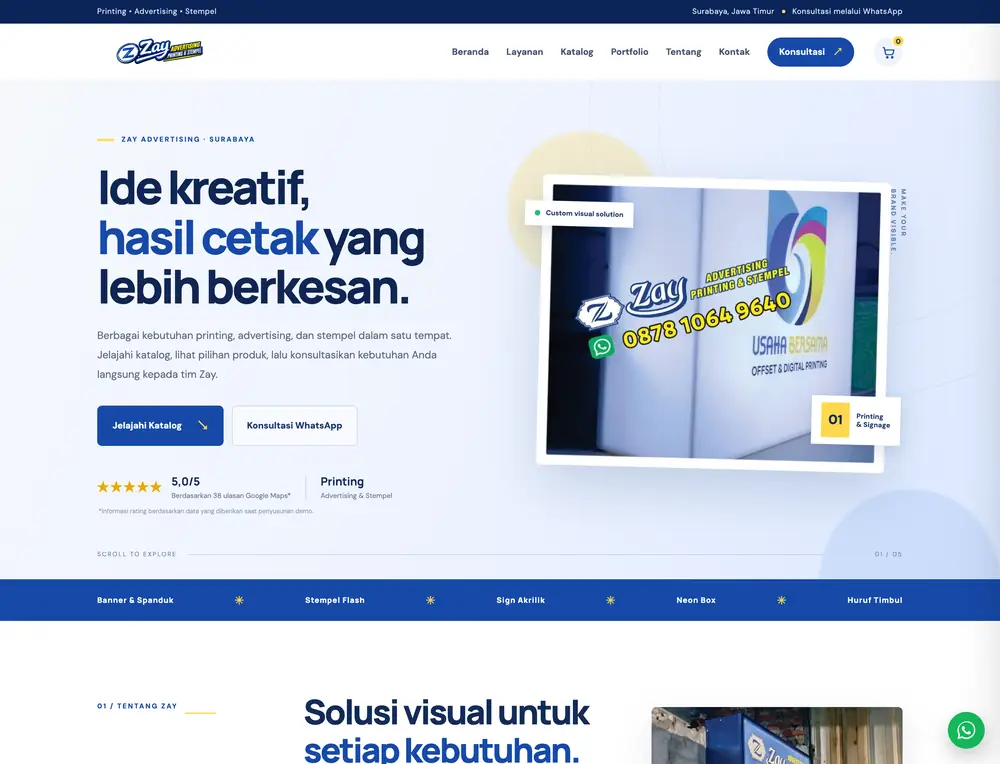 Printing • Advertising • Stempel
Surabaya, Jawa Timur • Konsultasi melalui WhatsApp
Zay ADVERTISING
PRINTING & STEMPEL
Beranda
Layanan
Katalog
Portfolio
Tentang
Kontak
Konsultasi ↗
0
ZAY ADVERTISING · SURABAYA
Ide kreatif,
hasil cetak yang
lebih berkesan.
Berbagai kebutuhan printing, advertising, dan stempel dalam satu tempat.
Jelajahi katalog, lihat pilihan produk, lalu konsultasikan kebutuhan Anda
langsung kepada tim Zay.
Jelajahi Katalog ↘
Konsultasi WhatsApp
★★★★★
5,0/5
Berdasarkan 38 ulasan Google Maps*
Printing
Advertising & Stempel
*Informasi rating berdasarkan data yang diberikan saat penyusunan demo.
Custom visual solution
Z Zay ADVERTISING
PRINTING & STEMPEL
0878 1064 9640
USAHA BERSAMA
OFFSET & DIGITAL PRINTING
MAKE YOUR
BRAND VISIBLE.
01
Printing
& Signage
SCROLL TO EXPLORE
01 / 05
Banner & Spanduk ✳ Stempel Flash ✳ Sign Akrilik ✳ Neon Box ✳ Huruf Timbul
01 / TENTANG ZAY
Solusi visual untuk
setiap kebutuhan.
Z Zay